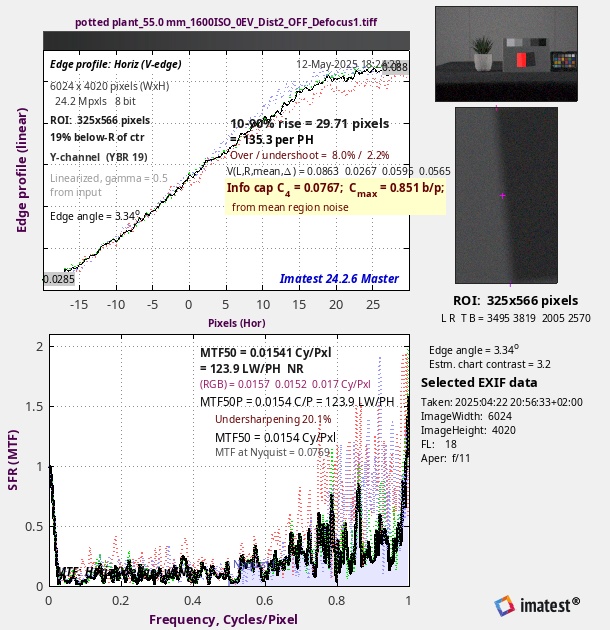 potted plant_55.0 mm_1600ISO_0EV_Dist2_OFF_Defocus1.tiff
Edge profile: Horiz (V-edge)
6024 x 4020 pixels (WxH)
24.2 Mpxls 8 bit
ROI: 325x566 pixels
19% below-R of ctr
Y-channel (YBR 19)
Linearized, gamma = 0.5
from input
Edge angle = 3.34°
0.0285
0.088
10-90% rise = 29.71 pixels
= 135.3 per PH
Over / undershoot = 8.0% / 2.2%
V(L,R,mean,Δ) = 0.0863 0.0267 0.0595 0.0565
Info cap C4 = 0.0767; Cmax = 0.851 b/p;
from mean region noise
Imatest 24.2.6 Master
Edge profile (linear)
-15 -10 -5 0 5 10 15 20 25
Pixels (Hor)
ROI: 325x566 pixels
L R T B = 3495 3819 2005 2570
MTF50 = 0.01541 Cy/Pxl
= 123.9 LW/PH NR
(RGB) = 0.0157 0.0152 0.017 Cy/Pxl
MTF50P = 0.0154 C/P = 123.9 LW/PH
Undersharpening 20.1%
MTF50 = 0.0154 Cy/Pxl
MTF at Nyquist = 0.0769
SFR (MTF)
2
1.5
1
0.5
0
0 0.2 0.4 0.6 0.8 1
Frequency, Cycles/Pixel
Edge angle = 3.34°
Estm. chart contrast = 3.2
Selected EXIF data
Taken: 2025:04:22 20:56:33+02:00
ImageWidth: 6024
ImageHeight: 4020
FL: 18
Aper: f/11
imatest®